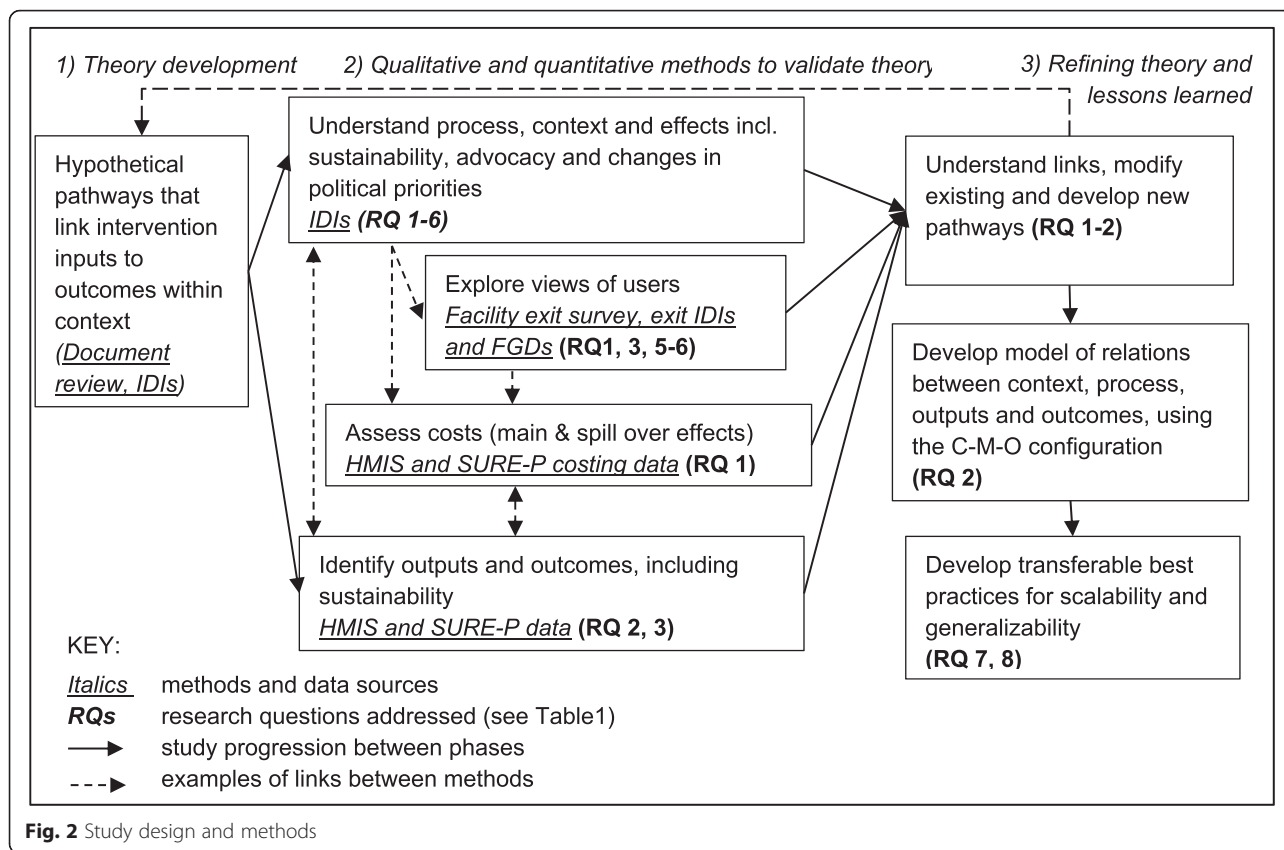 1) Theory development
2) Qualitative and quantitative methods to validate theory
3) Refining theory and
lessons learned
Hypothetical
pathways that
link intervention
inputs to
outcomes within
context
(Document
review, IDIs)
Understand process, context and effects incl.
sustainability, advocacy and changes in
political priorities
IDIs (RQ 1-6)
Explore views of users
Facility exit survey, exit IDIs
and FGDs (RQ1, 3, 5-6)
Assess costs (main & spill over effects)
HMIS and SURE-P costing data (RQ 1)
Identify outputs and outcomes, including
sustainability
HMIS and SURE-P data (RQ 2, 3)
Understand links, modify
existing and develop new
pathways (RQ 1-2)
Develop model of relations
between context, process,
outputs and outcomes, using
the C-M-O configuration
(RQ 2)
Develop transferable best
practices for scalability and
generalizability
(RQ 7, 8)
KEY:
Italics methods and data sources
RQs research questions addressed (see Table1)
study progression between phases
examples of links between methods
Fig. 2 Study design and methods